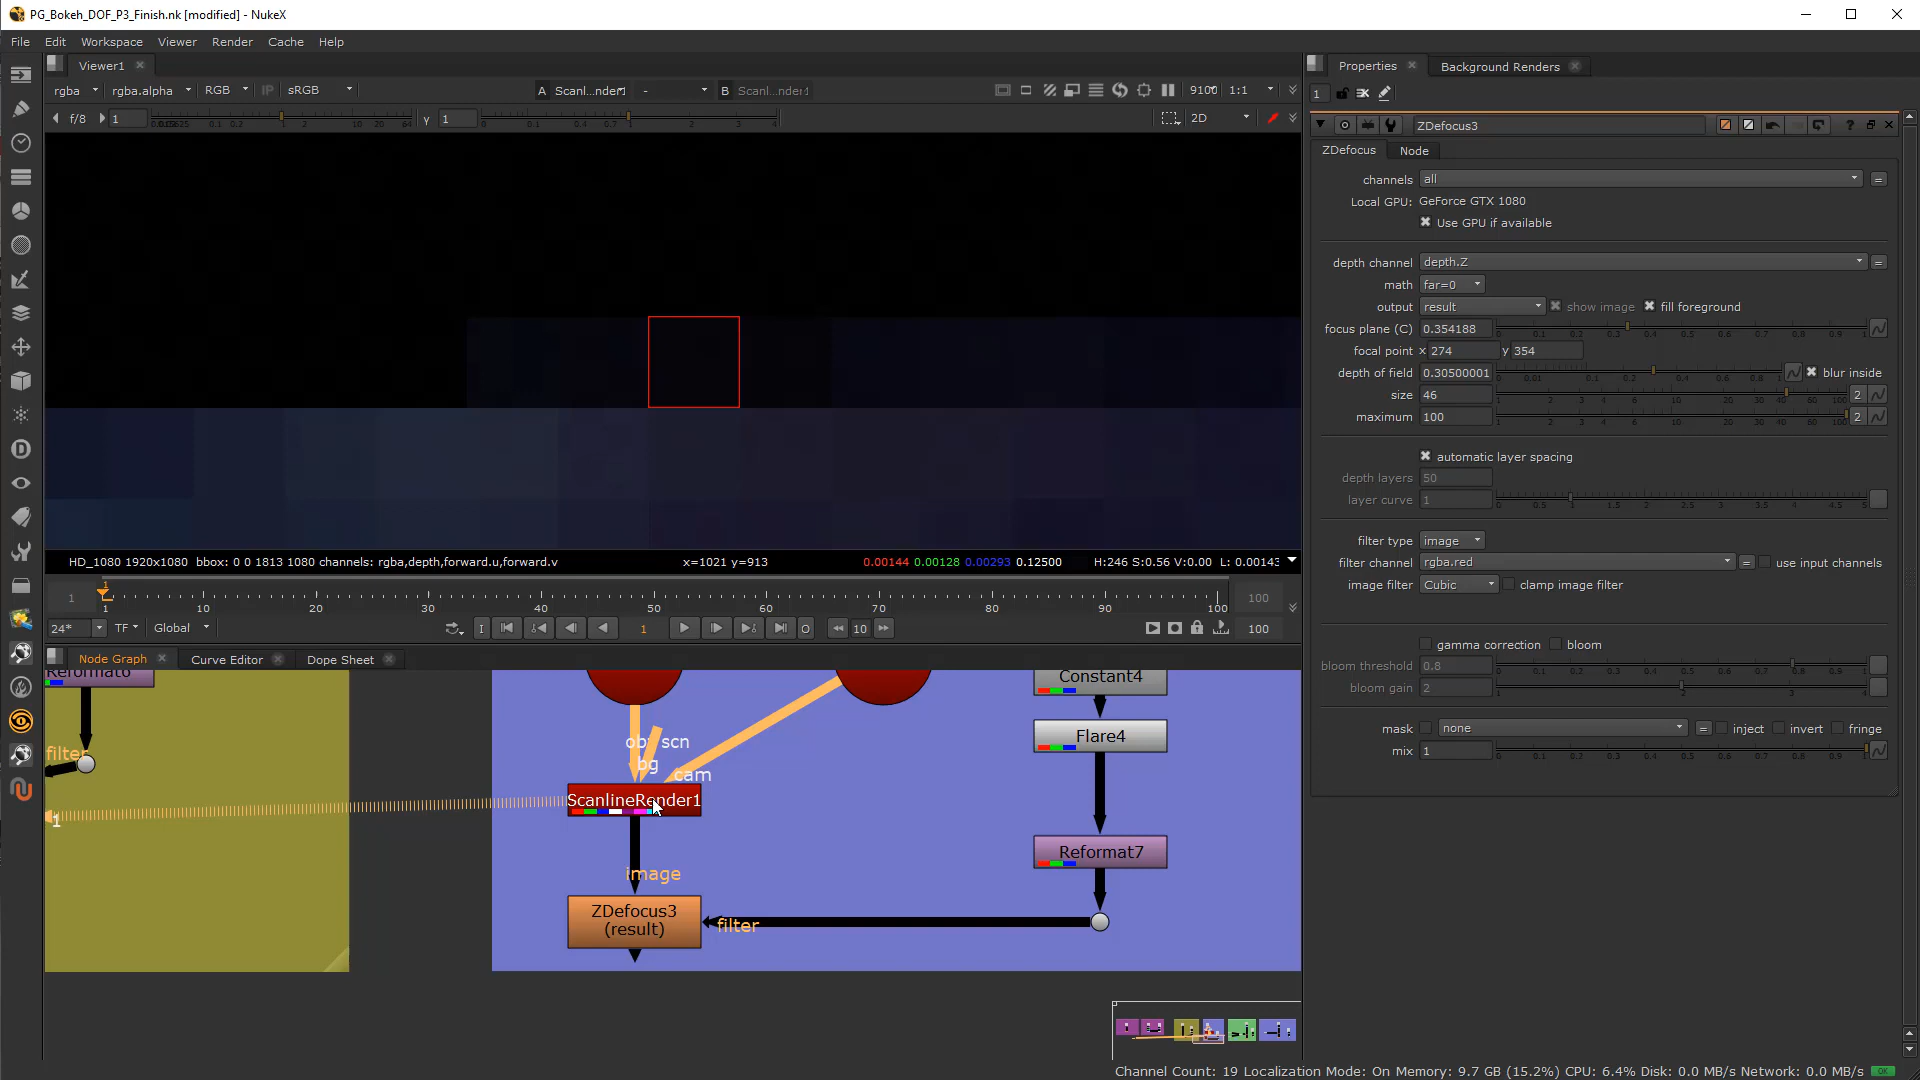 PG_Bokeh_DOF_P3_Finish.nk [modified] - NukeX
File Edit Workspace Viewer Render Cache Help
Viewer1
Properties
Background Renders
rgba
rgba.alpha
RGB
IP
sRGB
A Scanl...nder1
-
B Scanl...nder1
9100
1:1
1
f/8
1
y
1
2D
ZDefocus3
ZDefocus
Node
channels all
Local GPU: GeForce GTX 1080
Use GPU if available
depth channel depth.Z
math far=0
output result
show image
fill foreground
focus plane (C) 0.354188
focal point x 274 y 354
depth of field 0.30500001
blur inside
size 46
2
maximum 100
2
automatic layer spacing
depth layers 50
layer curve 1
filter type image
filter channel rgba.red
use input channels
image filter Cubic
clamp image filter
gamma correction
bloom
bloom threshold 0.8
bloom gain 2
mask none
inject
invert
fringe
mix 1
HD_1080 1920x1080 bbox: 0 0 1813 1080 channels: rgba,depth,forward.u,forward.v
x=1021 y=913
0.00144 0.00128 0.00293 0.12500
H:246 S:0.56 V:0.00 L: 0.00143
1
1
1 10 20 30 40 50 60 70 80 90 100
100
24*
TF
Global
I
1
O
10
100
Node Graph
Curve Editor
Dope Sheet
Reformat6
filter
1
scn
bg
cam
ScanlineRender1
image
ZDefocus3
(result)
filter
Constant4
Flare4
Reformat7
Channel Count: 19 Localization Mode: On Memory: 9.7 GB (15.2%) CPU: 6.4% Disk: 0.0 MB/s Network: 0.0 MB/s
OK